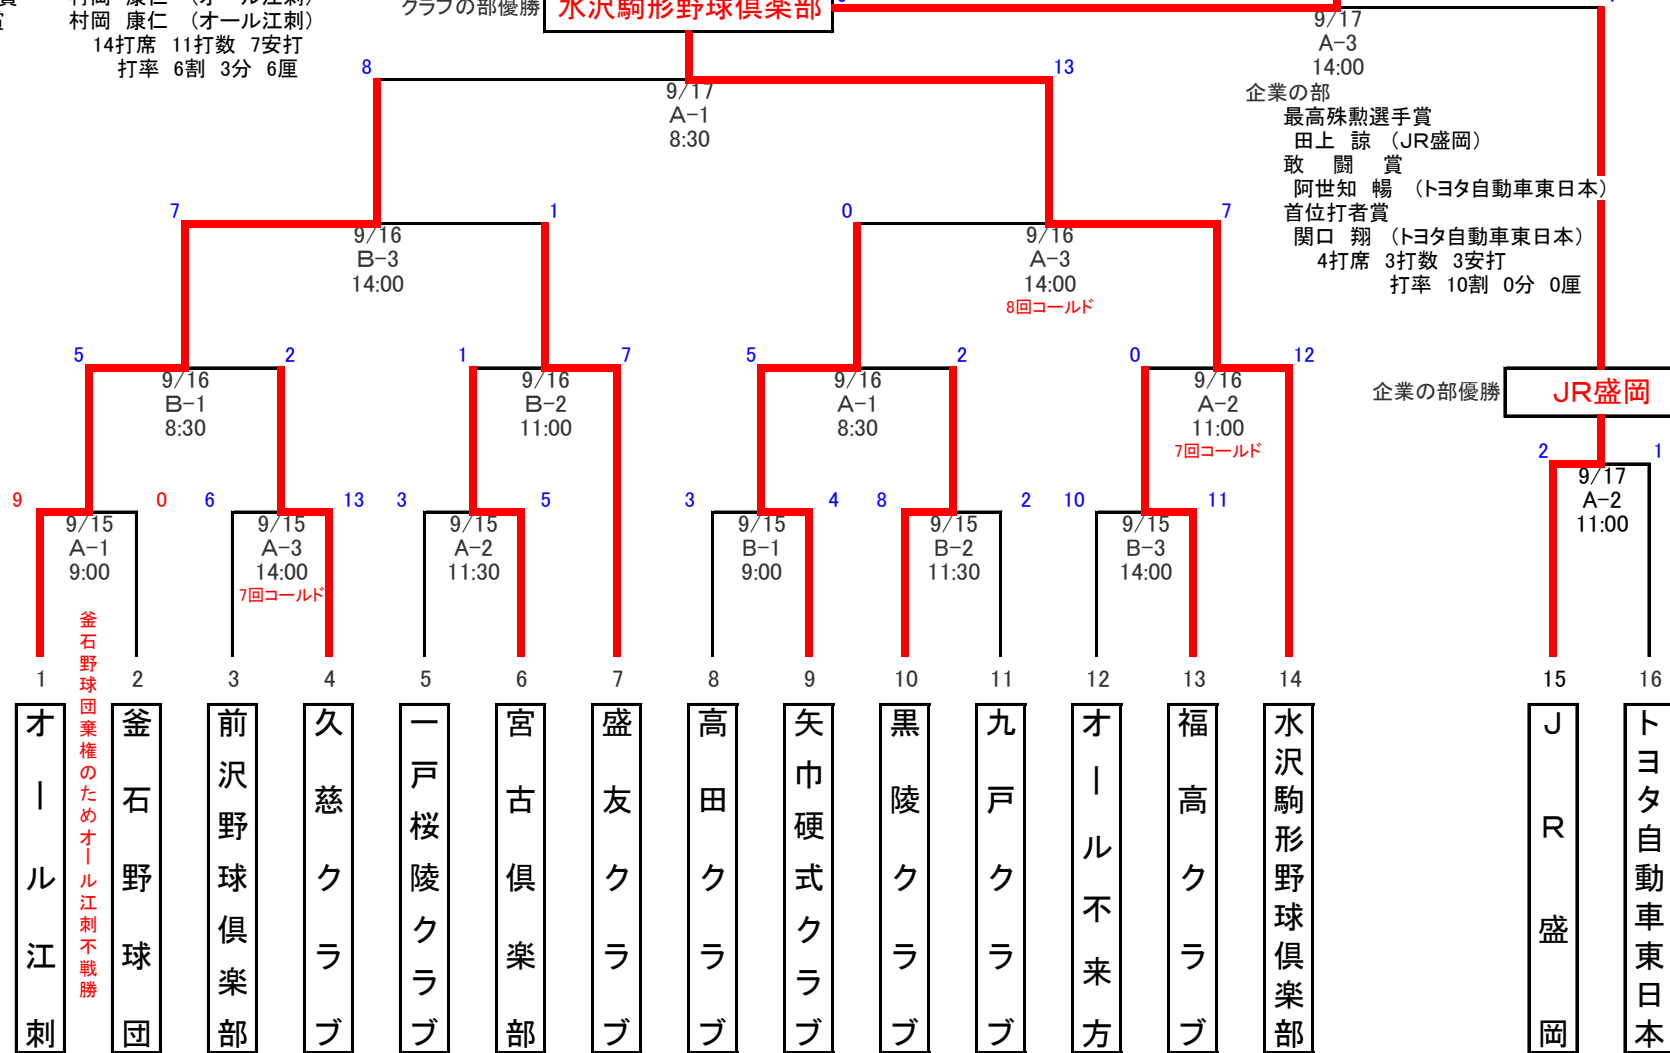 村岡 康仁 （オール江刺）
村岡 康仁 （オール江刺）
14打席 11打数 7安打
打率 6割 3分 6厘
クラブの部優勝
水沢駒形野球倶楽部
9/17
A-3
14:00
8
13
9/17
A-1
8:30
企業の部
最高殊勲選手賞
田上 諒 （JR盛岡）
敢 闘 賞
阿世知 暢 （トヨタ自動車東日本）
首位打者賞
関口 翔 （トヨタ自動車東日本）
4打席 3打数 3安打
打率 10割 0分 0厘
7
1
9/16
B-3
14:00
0
7
9/16
A-3
14:00
8回コールド
5
2
9/16
B-1
8:30
1
7
9/16
B-2
11:00
5
2
9/16
A-1
8:30
0
12
9/16
A-2
11:00
7回コールド
企業の部優勝
JR盛岡
2
1
9/17
A-2
11:00
9
0
9/15
A-1
9:00
6
13
9/15
A-3
14:00
7回コールド
3
5
9/15
A-2
11:30
3
4
9/15
B-1
9:00
8
2
9/15
B-2
11:30
10
11
9/15
B-3
14:00
釜石野球団棄権のためオール江刺不戦勝
1
2
3
4
5
6
7
8
9
10
11
12
13
14
15
16
オール江刺
釜石野球団
前沢野球倶楽部
久慈クラブ
一戸桜陵クラブ
宮古倶楽部
盛友クラブ
高田クラブ
矢巾硬式クラブ
黒陵クラブ
九戸クラブ
オール不来方
福高クラブ
水沢駒形野球倶楽部
JR盛岡
トヨタ自動車東日本